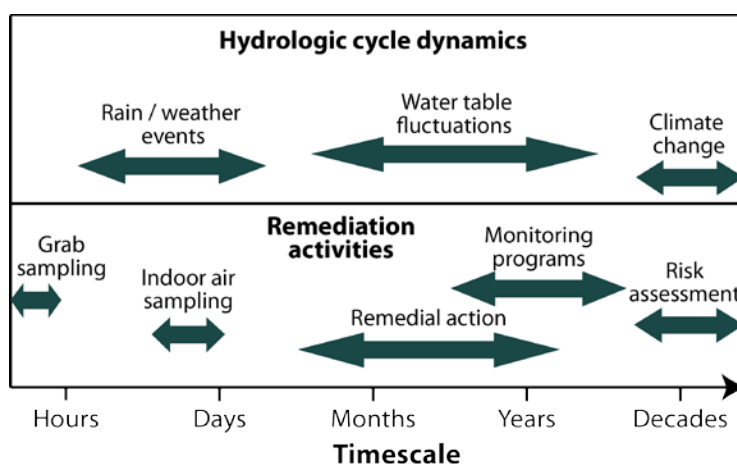 Hydrologic cycle dynamics
Rain / weather
events
Water table
fluctuations
Climate
change
Remediation
activities
Grab
sampling
Indoor air
sampling
Monitoring
programs
Remedial action
Risk
assessment
Hours
Days
Months
Years
Decades
Timescale